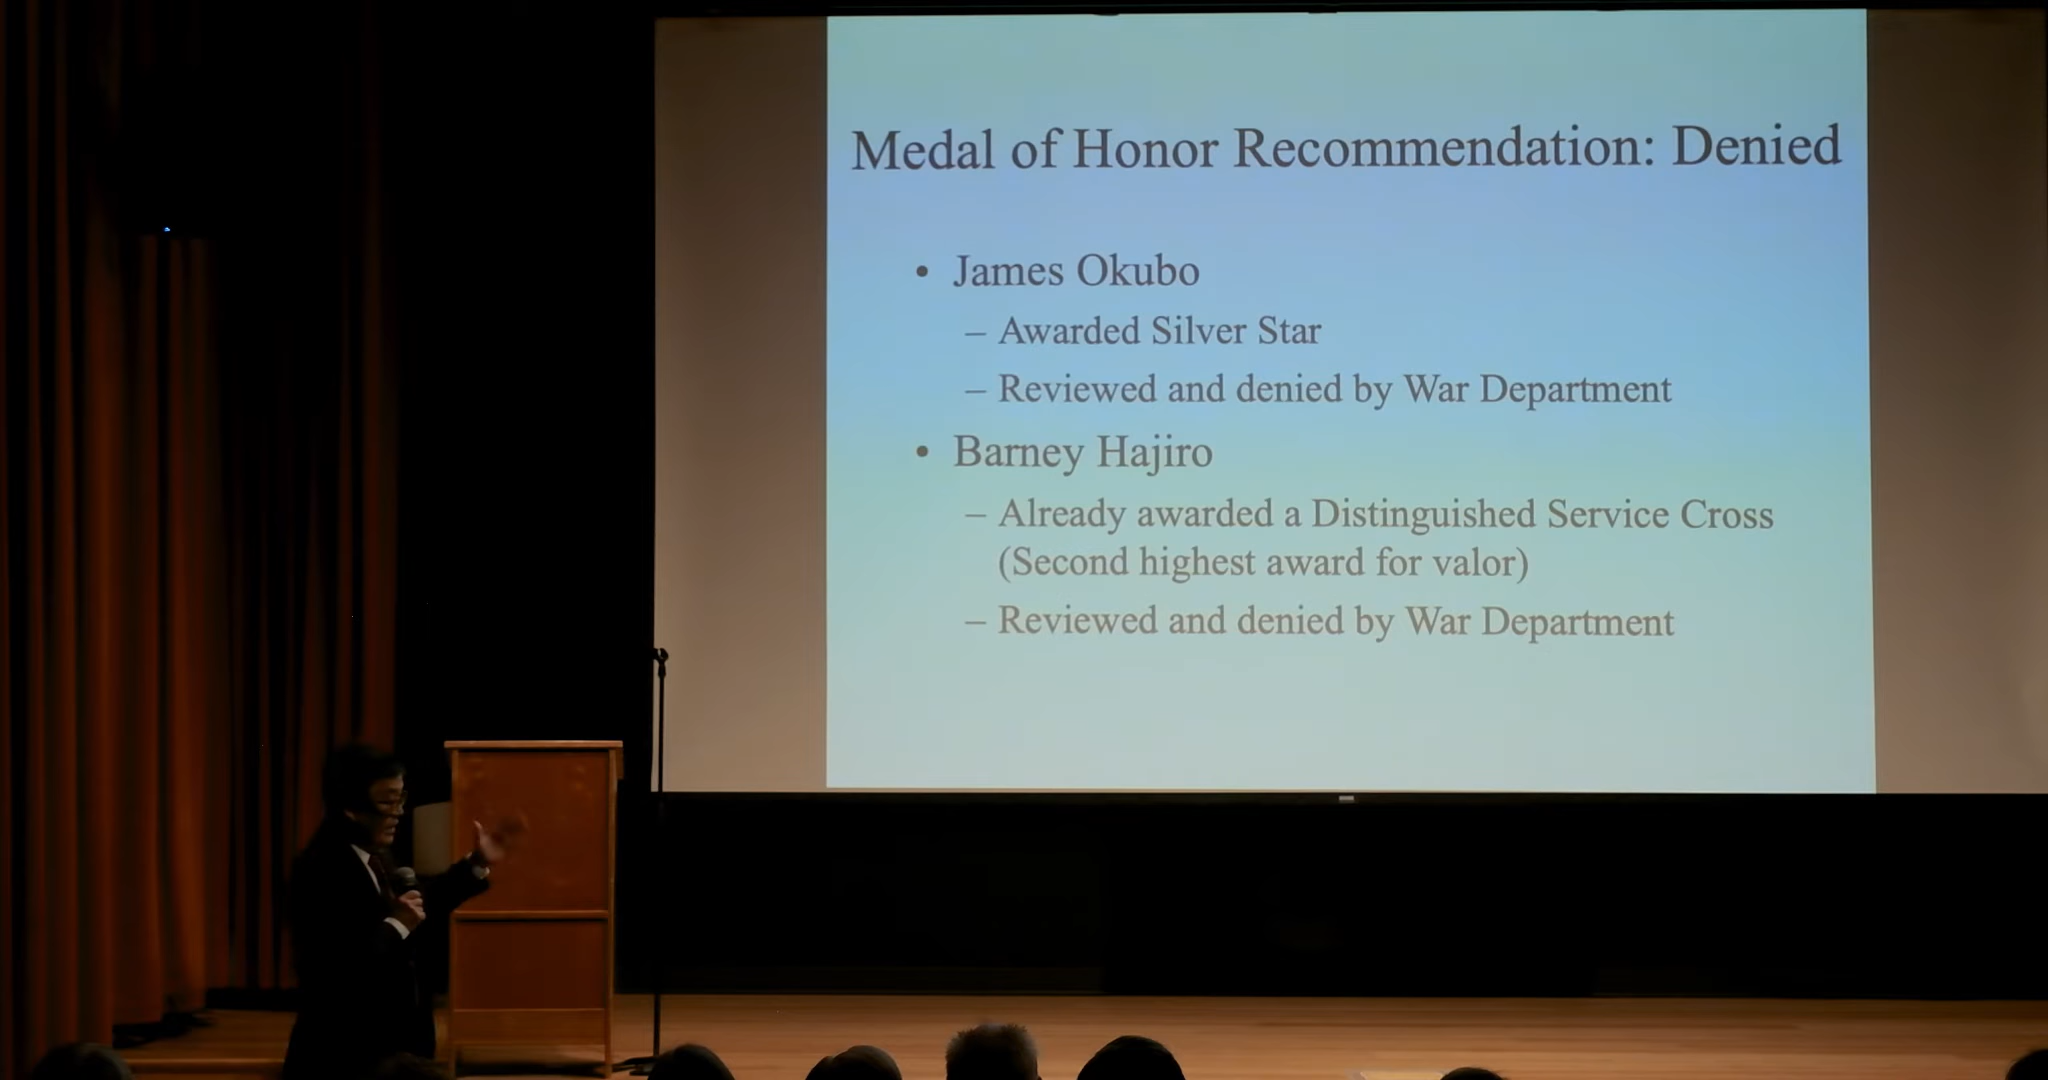 Medal of Honor Recommendation: Denied
• James Okubo
– Awarded Silver Star
– Reviewed and denied by War Department
• Barney Hajiro
– Already awarded a Distinguished Service Cross
(Second highest award for valor)
– Reviewed and denied by War Department